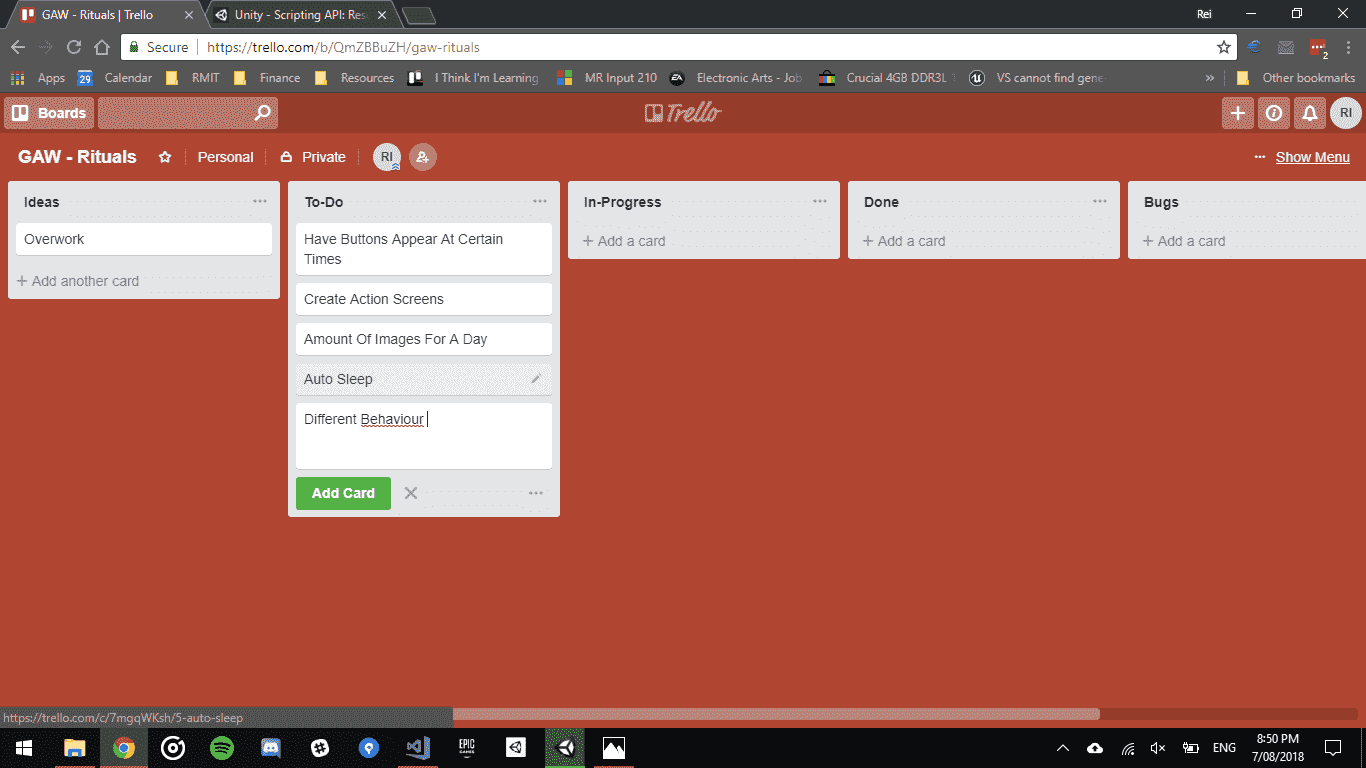 GAW - Rituals | Trello
Unity - Scripting API: Res
Rei
Secure
https://trello.com/b/QmZBBuZH/gaw-rituals
2
Apps
29
Calendar
RMIT
Finance
Resources
I Think I'm Learning
MR Input 210
EA
Electronic Arts - Job
Crucial 4GB DDR3L
VS cannot find gene
»
Other bookmarks
Boards
Trello
RI
GAW - Rituals
Personal
Private
RI
Show Menu
Ideas
Overwork
+ Add another card
To-Do
Have Buttons Appear At Certain
Times
Create Action Screens
Amount Of Images For A Day
Auto Sleep
Different Behaviour
Add Card
In-Progress
+ Add a card
Done
+ Add a card
Bugs
+ Add a card
https://trello.com/c/7mgqWKsh/5-auto-sleep
EPIC
GAMES
ENG
8:50 PM
7/08/2018